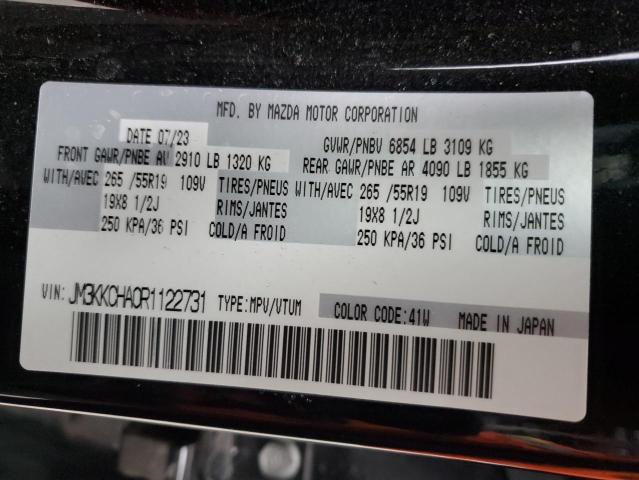 MFD. BY MAZDA MOTOR CORPORATION
DATE 07/23 GVWR/PNBV 6854 LB 3109 KG
FRONT GAWR/PNBE AV 2910 LB 1320 KG REAR GAWR/PNBE AR 4090 LB 1855 KG
WITH/AVEC 265 /55R19 109V TIRES/PNEUS WITH/AVEC 265 /55R19 109V TIRES/PNEUS
19X8 1/2J RIMS/JANTES 19X8 1/2J RIMS/JANTES
250 KPA/36 PSI COLD/A FROID 250 KPA/36 PSI COLD/A FROID
VIN: JM3KKCHA0R1122731 TYPE:MPV/VTUM COLOR CODE:41W MADE IN JAPAN